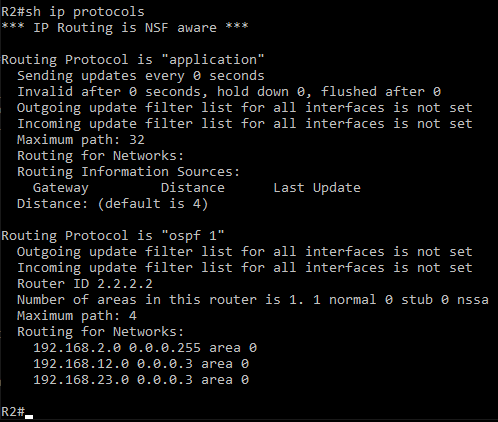 R2#sh ip protocols
*** IP Routing is NSF aware ***

Routing Protocol is "application"
  Sending updates every 0 seconds
  Invalid after 0 seconds, hold down 0, flushed after 0
  Outgoing update filter list for all interfaces is not set
  Incoming update filter list for all interfaces is not set
  Maximum path: 32
  Routing for Networks:
  Routing Information Sources:
    Gateway         Distance      Last Update
  Distance: (default is 4)

Routing Protocol is "ospf 1"
  Outgoing update filter list for all interfaces is not set
  Incoming update filter list for all interfaces is not set
  Router ID 2.2.2.2
  Number of areas in this router is 1. 1 normal 0 stub 0 nssa
  Maximum path: 4
  Routing for Networks:
    192.168.2.0 0.0.0.255 area 0
    192.168.12.0 0.0.0.3 area 0
    192.168.23.0 0.0.0.3 area 0

R2#